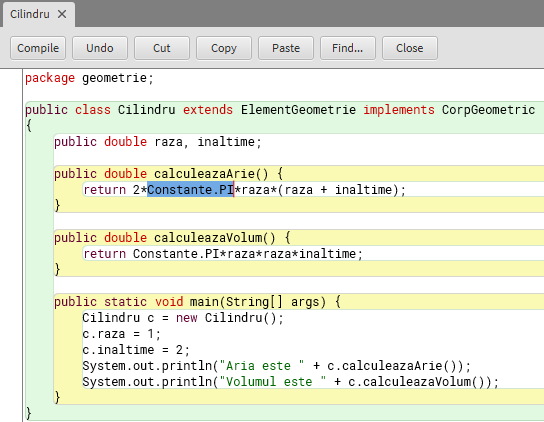 Cilindru ×
Compile Undo Cut Copy Paste Find... Close
package geometrie;
public class Cilindru extends ElementGeometrie implements CorpGeometric
{
public double raza, inaltime;
public double calculeazaArie() {
return 2*Constante.PI*raza*(raza + inaltime);
}
public double calculeazaVolum() {
return Constante.PI*raza*raza*inaltime;
}
public static void main(String[] args) {
Cilindru c = new Cilindru();
c.raza = 1;
c.inaltime = 2;
System.out.println("Aria este " + c.calculeazaArie());
System.out.println("Volumul este " + c.calculeazaVolum());
}
}